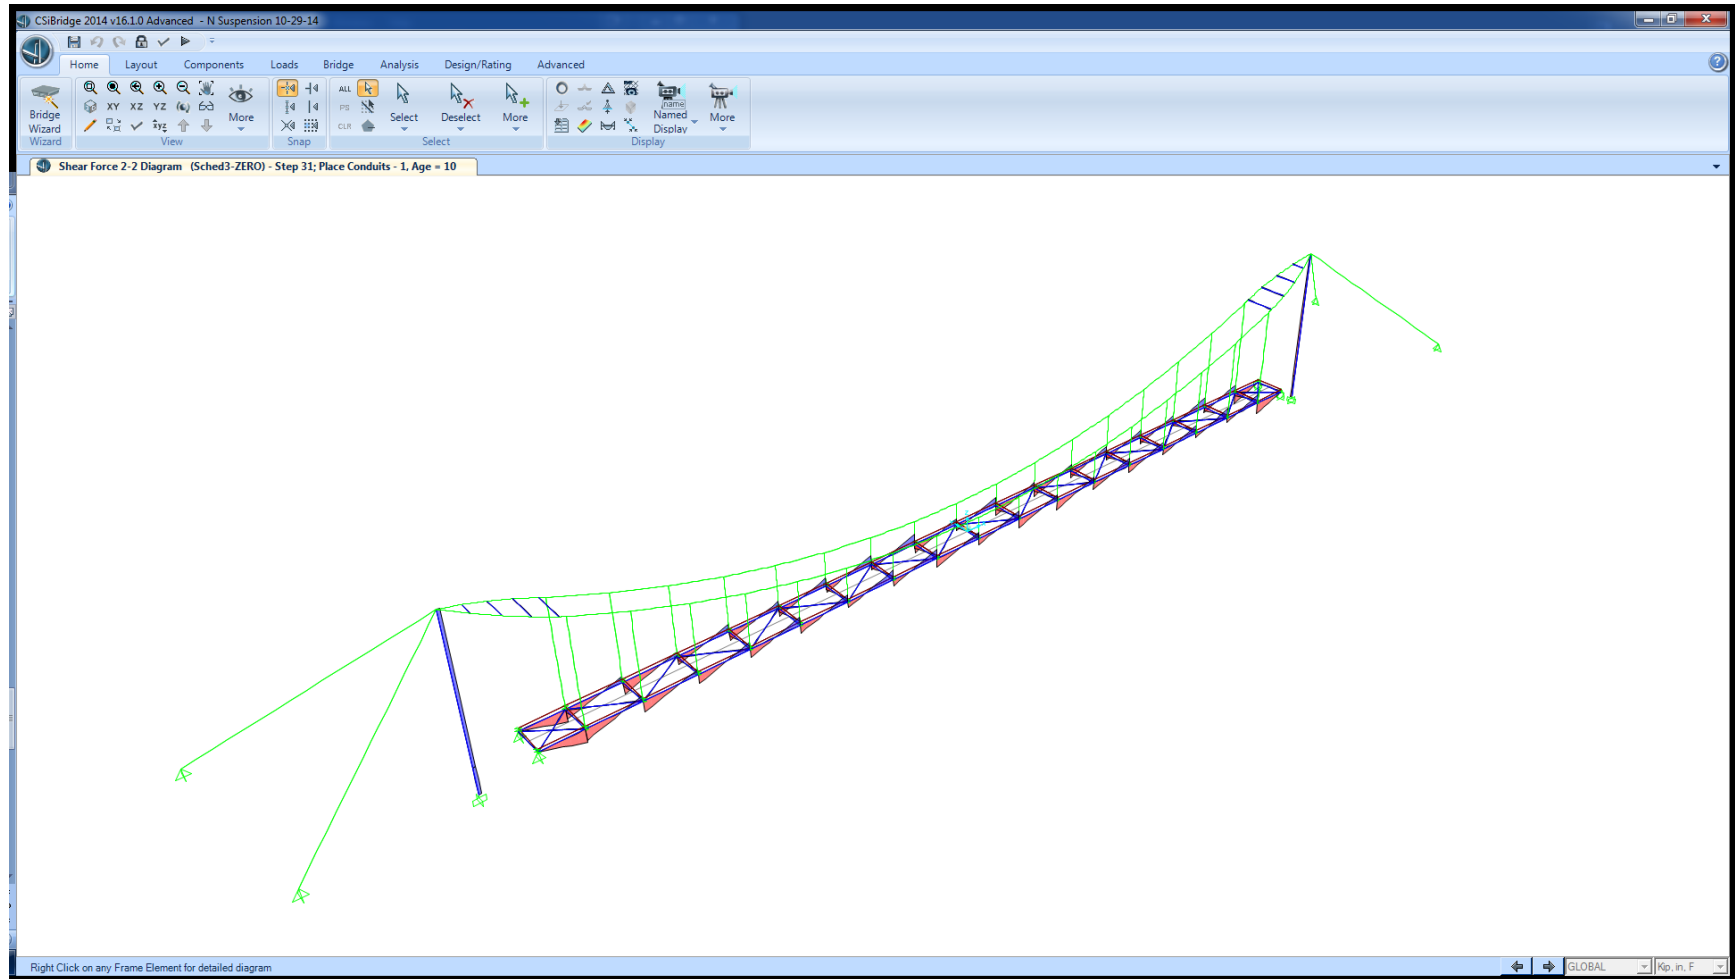 CSiBridge 2014 v16.1.0 Advanced - N Suspension 10-29-14
Home Layout Components Loads Bridge Analysis Design/Rating Advanced
Bridge Wizard
XY XZ YZ
xyz
More
ALL
PS
CLR
Select
Deselect
More
name
Named Display
More
Wizard View Snap Select Display
Shear Force 2-2 Diagram (Sched3-ZERO) - Step 31; Place Conduits - 1, Age = 10
Right Click on any Frame Element for detailed diagram
GLOBAL
Kip, in, F